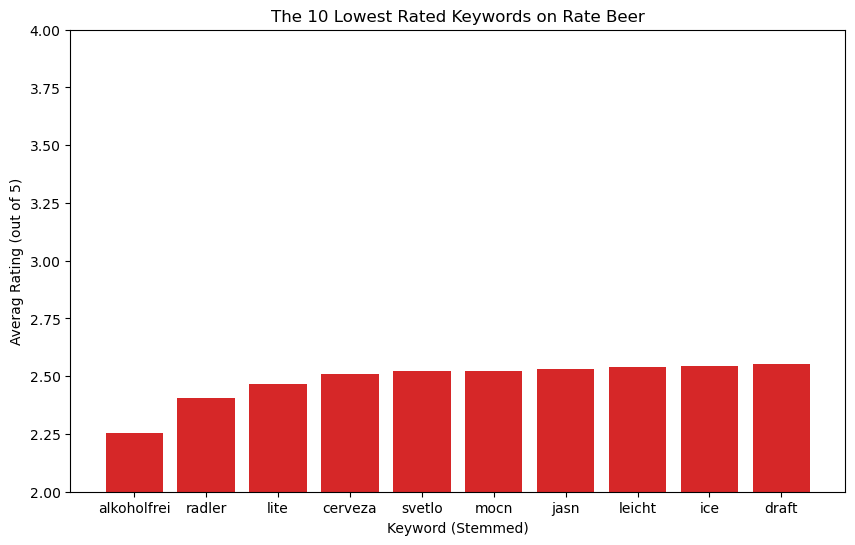 The 10 Lowest Rated Keywords on Rate Beer
4.00
3.75
3.50
3.25
3.00
2.75
2.50
2.25
2.00
Averag Rating (out of 5)
alkoholfrei radler lite cerveza svetlo mocn jasn leicht ice draft
Keyword (Stemmed)